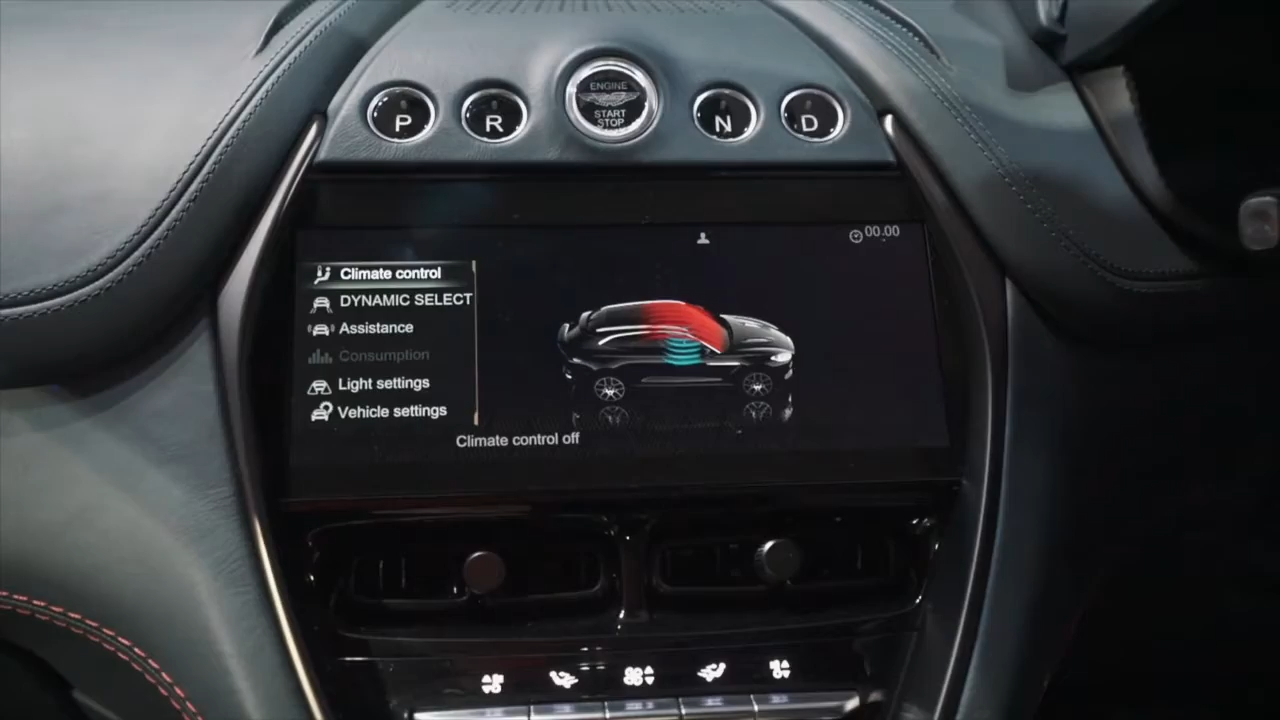 P
R
ENGINE
START
STOP
N
D
00.00
Climate control
DYNAMIC SELECT
Assistance
Consumption
Light settings
Vehicle settings
Climate control off